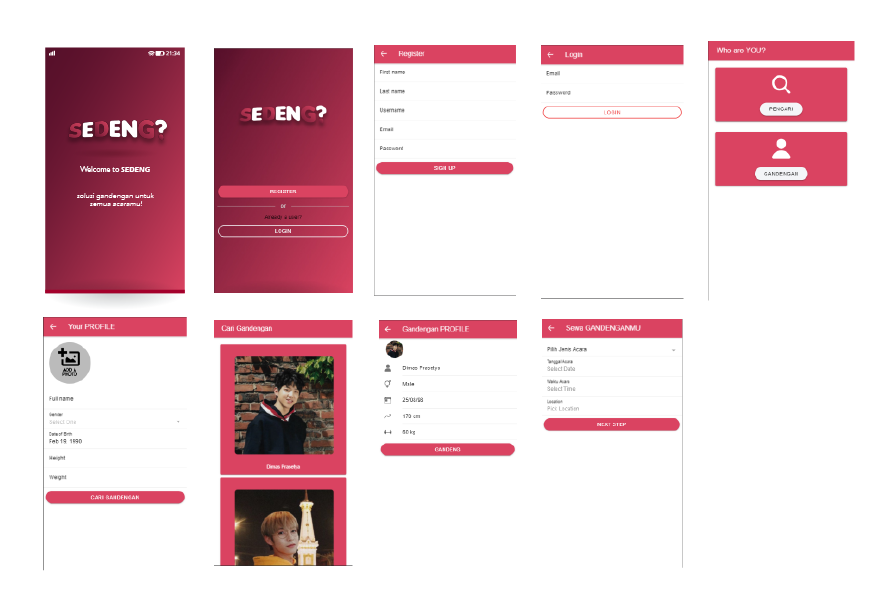 21:34
SEDENG?
Welcome to SEDENG
solusi gandengan untuk
semua acaramu!
SEDENG?
REGISTER
or
Already a user?
LOGIN
Register
First name
Last name
Username
Email
Password
SIGN UP
Login
Email
Password
LOGIN
Who are YOU?
PENCARI
GANDENGAN
Your PROFILE
ADD A
PHOTO
Full name
Gender
Select One
Date of Birth
Feb 19, 1990
Height
Weight
CARI GANDENGAN
Cari Gandengan
Dimas Prasetya
Gandengan PROFILE
Dimas Prasetya
Male
25/08/98
170 cm
60 kg
GANDENG
Sewa GANDENGANMU
Pilih Jenis Acara
Tanggal Acara
Select Date
Waktu Acara
Select Time
Location
Pick Location
NEXT STEP